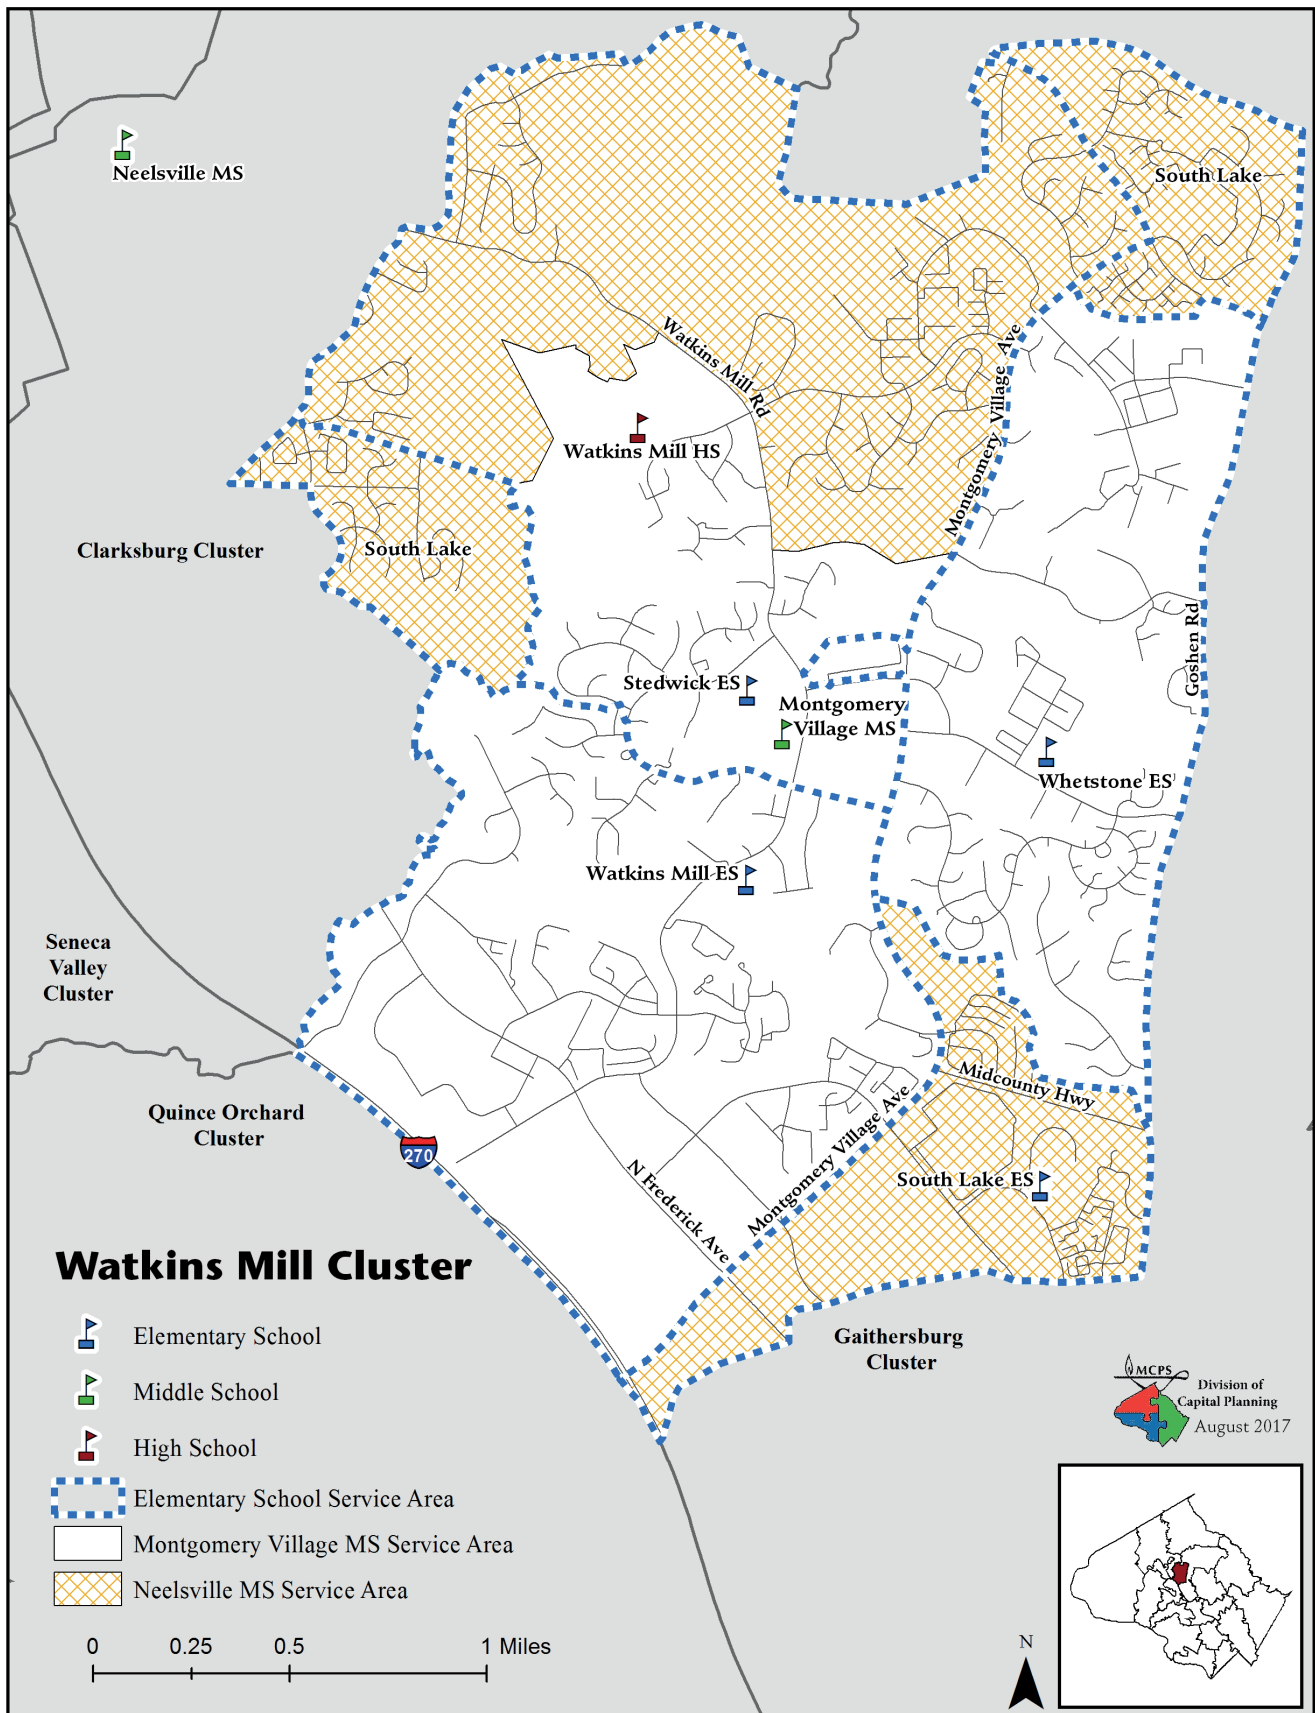 Neelsville MS
South Lake
Watkins Mill Rd
Montgomery Village Ave
Watkins Mill HS
Clarksburg Cluster
South Lake
Goshen Rd
Stedwick ES
Montgomery
Village MS
Whetstone ES
Watkins Mill ES
Seneca
Valley
Cluster
Midcounty Hwy
Quince Orchard
Cluster
270
Montgomery Village Ave
South Lake ES
N Frederick Ave
Watkins Mill Cluster
Elementary School
Middle School
High School
Elementary School Service Area
Montgomery Village MS Service Area
Neelsville MS Service Area
0 0.25 0.5 1 Miles
Gaithersburg
Cluster
MCPS
Division of
Capital Planning
August 2017
N